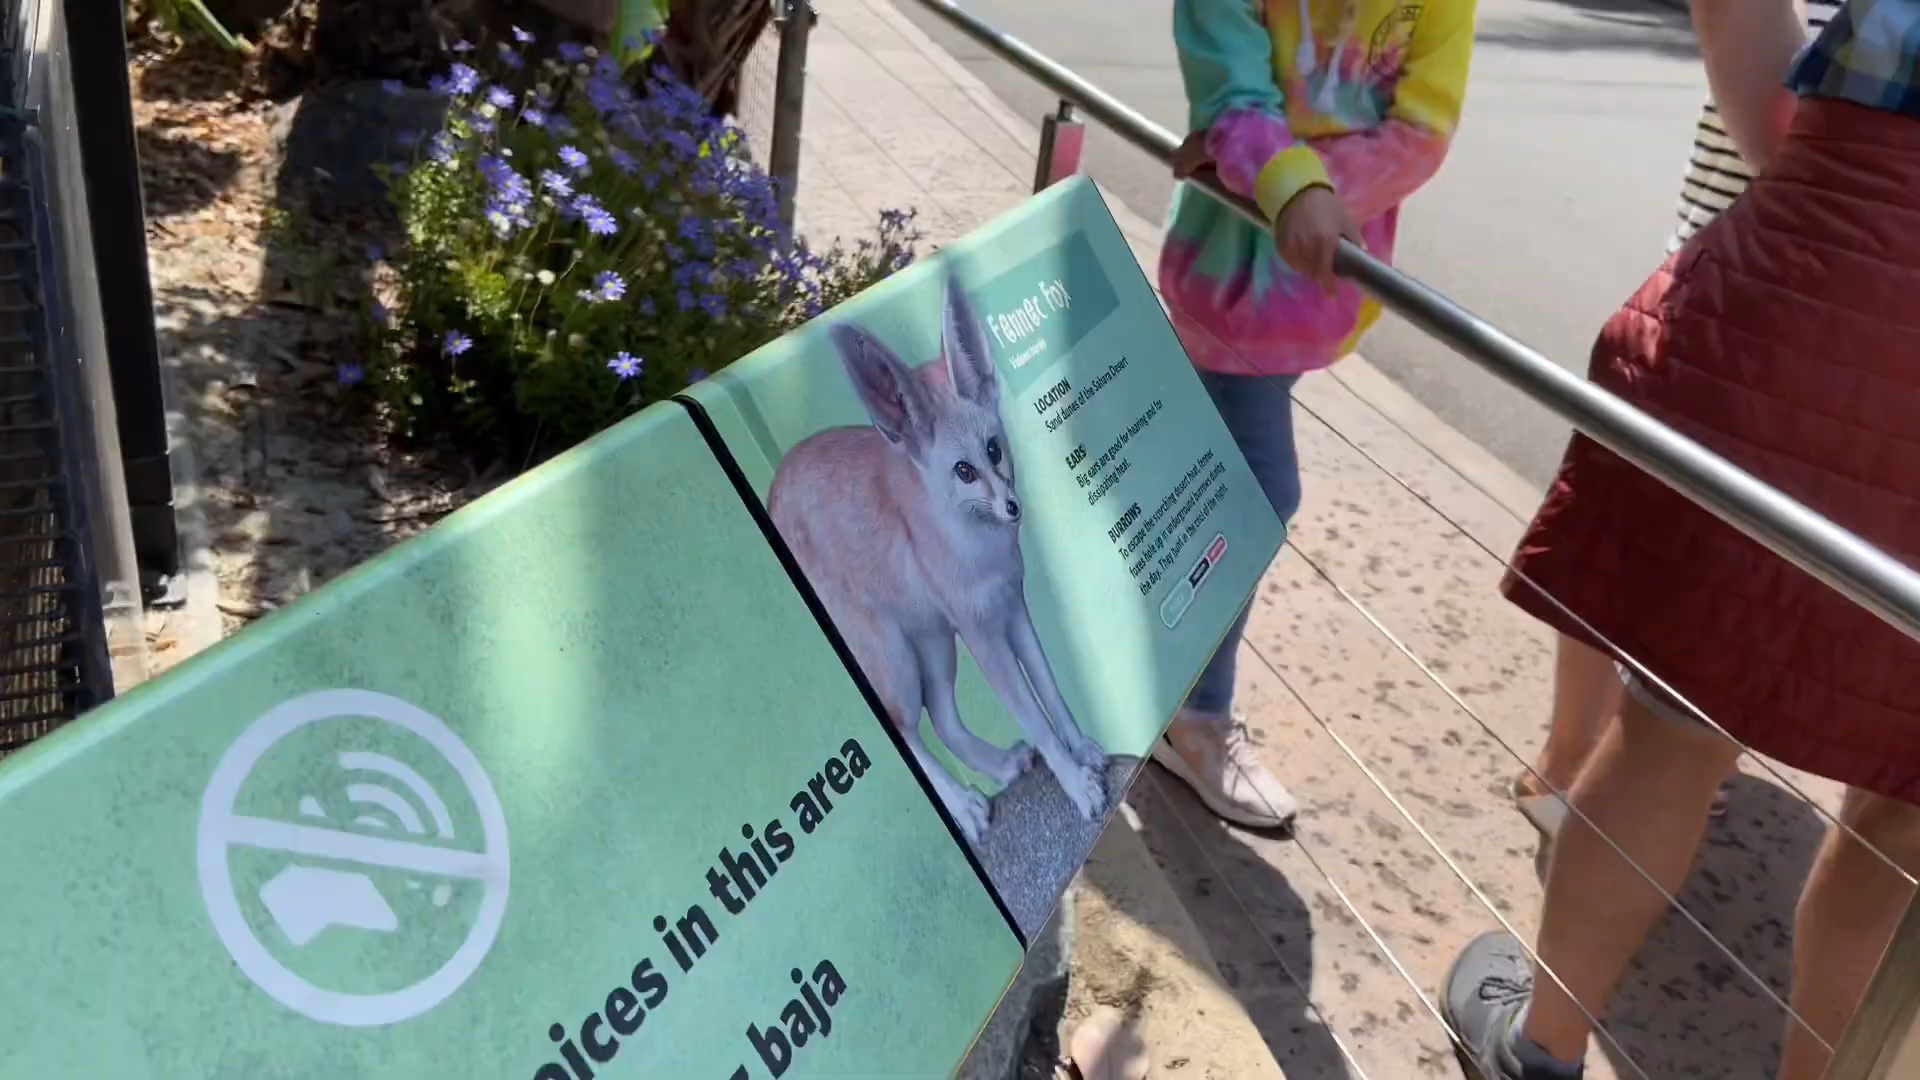 Fennec Fox
LOCATION
Sand dunes of the Sahara Desert
EARS
Big ears are good for hearing and for
dissipating heat.
BURROWS
To escape the scorching desert heat, fennec
foxes hole up in underground burrows during
the day. They hunt in the cool of the night.
oices in this area
z baja